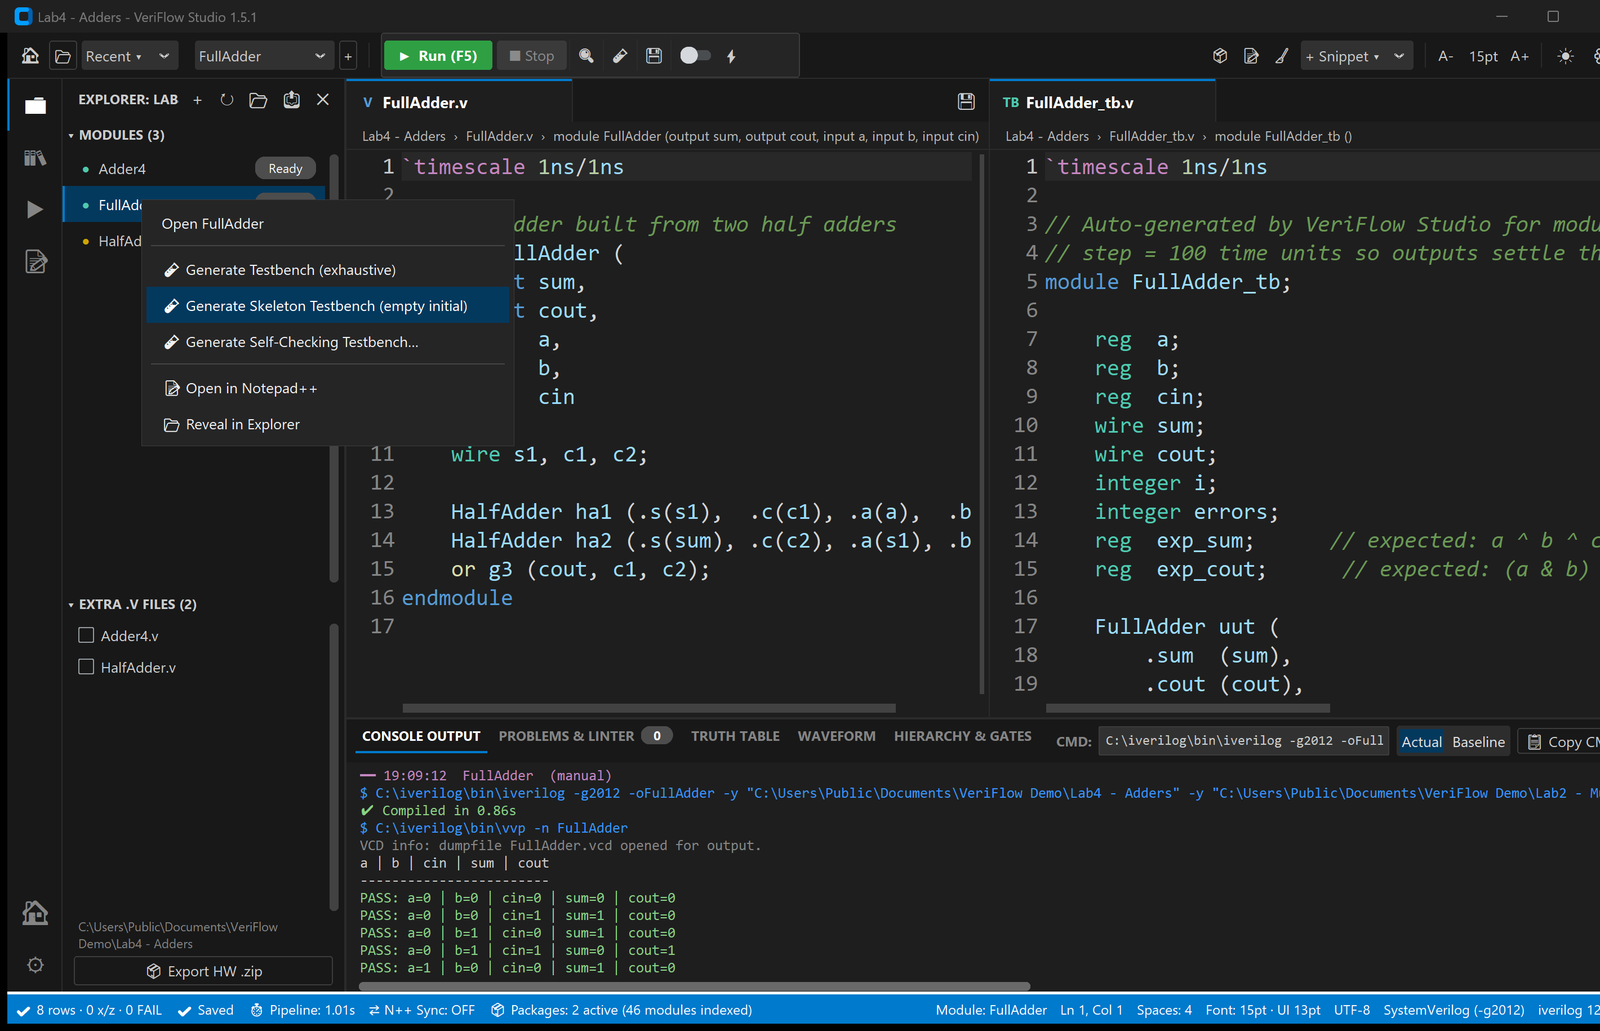 Lab4 - Adders - VeriFlow Studio 1.5.1
Recent
FullAdder
+
Run (F5)
Stop
+ Snippet
A-
15pt
A+
EXPLORER: LAB
MODULES (3)
Adder4
Ready
FullAdd
HalfAd
Open FullAdder
Generate Testbench (exhaustive)
Generate Skeleton Testbench (empty initial)
Generate Self-Checking Testbench...
Open in Notepad++
Reveal in Explorer
EXTRA .V FILES (2)
Adder4.v
HalfAdder.v
C:\Users\Public\Documents\VeriFlow
Demo\Lab4 - Adders
Export HW .zip
V FullAdder.v
Lab4 - Adders › FullAdder.v › module FullAdder (output sum, output cout, input a, input b, input cin)
1 `timescale 1ns/1ns
2
dder built from two half adders
llAdder (
t sum,
t cout,
a,
b,
cin
11 wire s1, c1, c2;
12
13 HalfAdder ha1 (.s(s1), .c(c1), .a(a), .b
14 HalfAdder ha2 (.s(sum), .c(c2), .a(s1), .b
15 or g3 (cout, c1, c2);
16 endmodule
17
TB FullAdder_tb.v
Lab4 - Adders › FullAdder_tb.v › module FullAdder_tb ()
1 `timescale 1ns/1ns
2
3 // Auto-generated by VeriFlow Studio for modu
4 // step = 100 time units so outputs settle th
5 module FullAdder_tb;
6
7 reg a;
8 reg b;
9 reg cin;
10 wire sum;
11 wire cout;
12 integer i;
13 integer errors;
14 reg exp_sum; // expected: a ^ b ^ c
15 reg exp_cout; // expected: (a & b)
16
17 FullAdder uut (
18 .sum (sum),
19 .cout (cout),
CONSOLE OUTPUT
PROBLEMS & LINTER 0
TRUTH TABLE
WAVEFORM
HIERARCHY & GATES
CMD: C:\iverilog\bin\iverilog -g2012 -oFull
Actual
Baseline
Copy CM
— 19:09:12 FullAdder (manual)
$ C:\iverilog\bin\iverilog -g2012 -oFullAdder -y "C:\Users\Public\Documents\VeriFlow Demo\Lab4 - Adders" -y "C:\Users\Public\Documents\VeriFlow Demo\Lab2 - Mu
✔ Compiled in 0.86s
$ C:\iverilog\bin\vvp -n FullAdder
VCD info: dumpfile FullAdder.vcd opened for output.
a | b | cin | sum | cout
------------------------
PASS: a=0 | b=0 | cin=0 | sum=0 | cout=0
PASS: a=0 | b=0 | cin=1 | sum=1 | cout=0
PASS: a=0 | b=1 | cin=0 | sum=1 | cout=0
PASS: a=0 | b=1 | cin=1 | sum=0 | cout=1
PASS: a=1 | b=0 | cin=0 | sum=1 | cout=0
8 rows · 0 x/z · 0 FAIL
Saved
Pipeline: 1.01s
N++ Sync: OFF
Packages: 2 active (46 modules indexed)
Module: FullAdder
Ln 1, Col 1
Spaces: 4
Font: 15pt · UI 13pt
UTF-8
SystemVerilog (-g2012)
iverilog 12